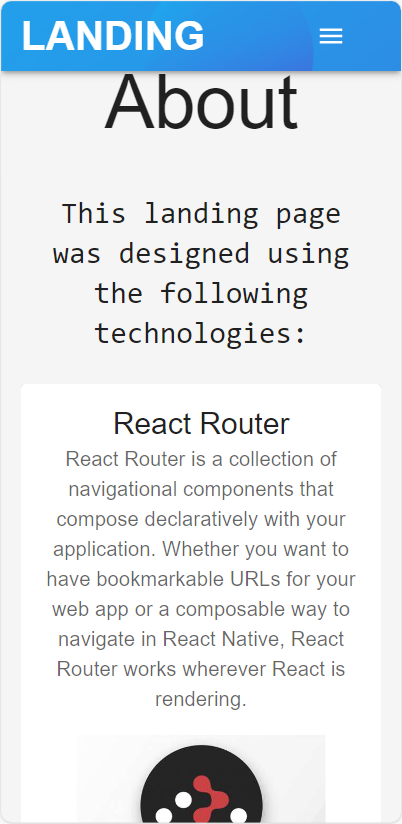 LANDING
About
This landing page
was designed using
the following
technologies:
React Router
React Router is a collection of
navigational components that
compose declaratively with your
application. Whether you want to
have bookmarkable URLs for your
web app or a composable way to
navigate in React Native, React
Router works wherever React is
rendering.